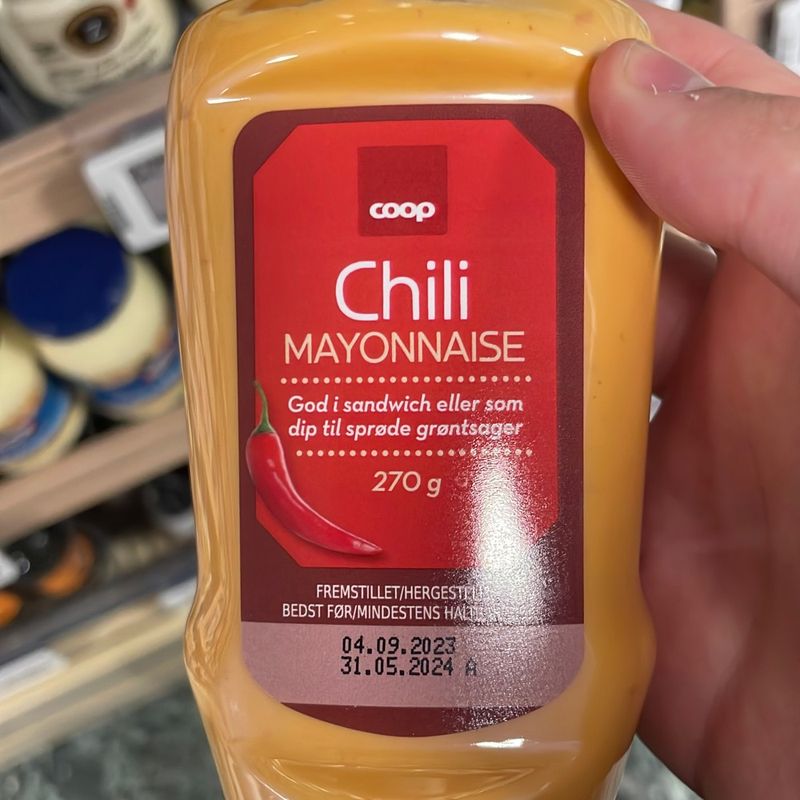 coop
Chili
MAYONNAISE
God i sandwich eller som
dip til sprøde grøntsager
270 g
BEDST FØR/MINDESTENS
04.09.2023
31.05.2024 A